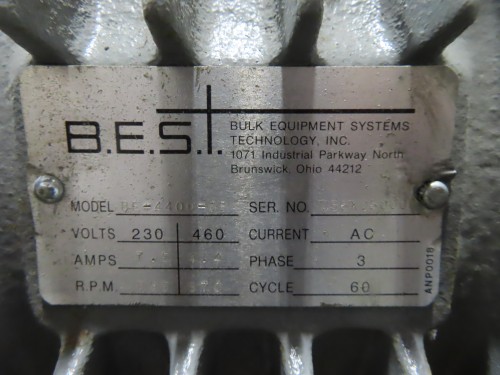 B.E.S.T.
BULK EQUIPMENT SYSTEMS
TECHNOLOGY, INC.
1071 Industrial Parkway North
Brunswick, Ohio 44212
MODEL SER. NO.
VOLTS 230 460 CURRENT AC
AMPS PHASE 3
R.P.M. CYCLE 60
ANP0018